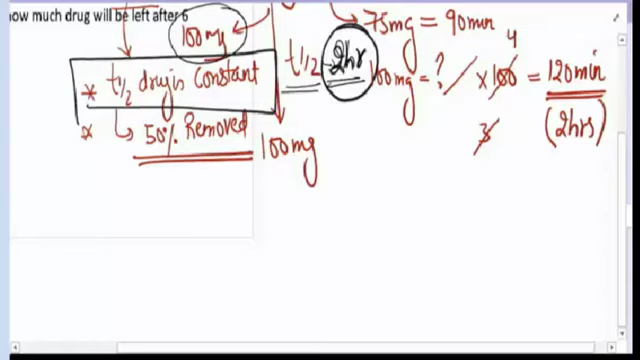 how much drug will be left after 6
100mg
75mg = 90min
t1/2 2hr
100mg = ? × 100 = 120min
4
3
(2hrs)
* t1/2 drug is Constant
* ↳ 50% Removed
100mg